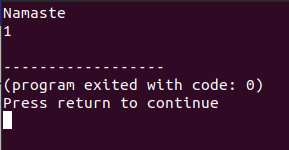 Namaste
1
------------------
(program exited with code: 0)
Press return to continue